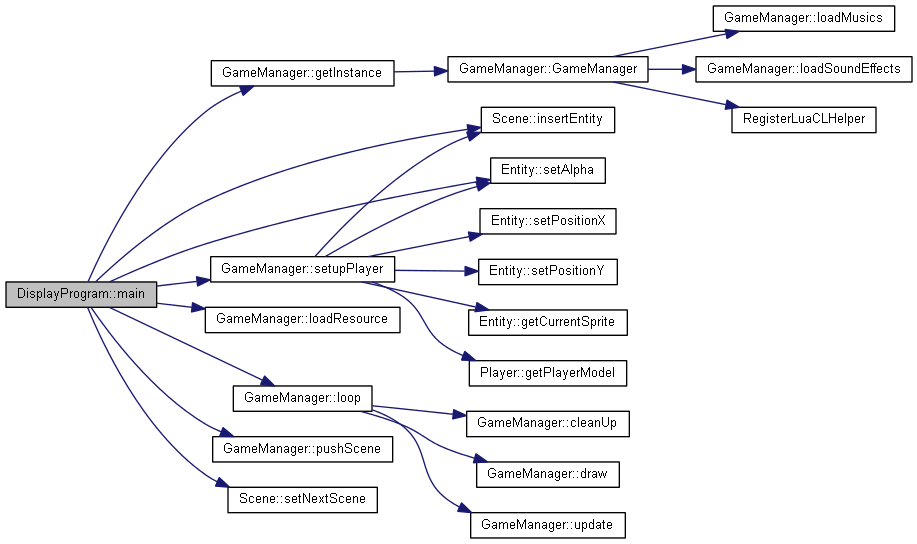 GameManager::loadMusics
GameManager::getInstance
GameManager::GameManager
GameManager::loadSoundEffects
Scene::insertEntity
RegisterLuaCLHelper
Entity::setAlpha
Entity::setPositionX
GameManager::setupPlayer
Entity::setPositionY
DisplayProgram::main
GameManager::loadResource
Entity::getCurrentSprite
Player::getPlayerModel
GameManager::loop
GameManager::cleanUp
GameManager::pushScene
GameManager::draw
Scene::setNextScene
GameManager::update